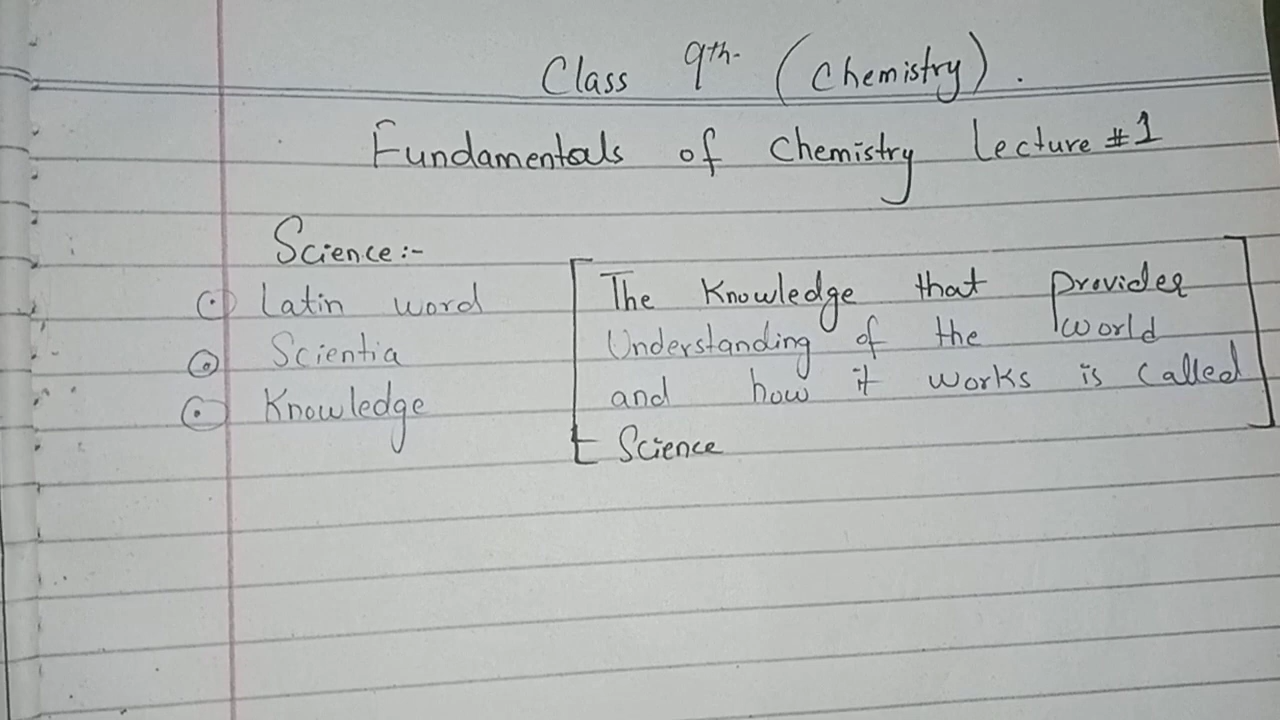 Class 9th. (Chemistry).
Fundamentals of Chemistry Lecture #1
Science:-
Latin word
Scientia
Knowledge
The Knowledge that provides
Understanding of the world
and how it works is called
Science